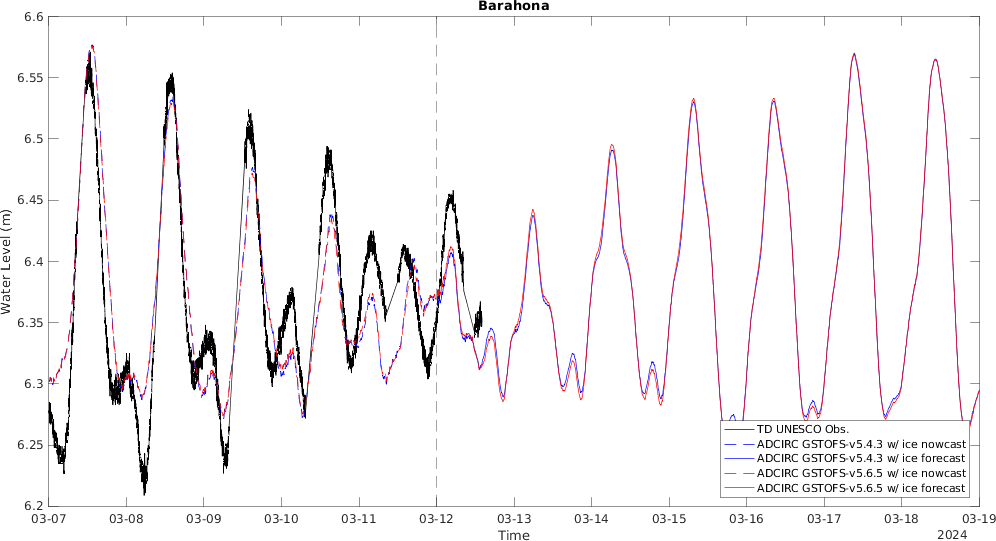 Barahona
6.6
6.55
6.5
6.45
6.4
6.35
6.3
6.25
6.2
Water Level (m)
TD UNESCO Obs.
ADCIRC GSTOFS-v5.4.3 w/ ice nowcast
ADCIRC GSTOFS-v5.4.3 w/ ice forecast
ADCIRC GSTOFS-v5.6.5 w/ ice nowcast
ADCIRC GSTOFS-v5.6.5 w/ ice forecast
03-07 03-08 03-09 03-10 03-11 03-12 03-13 03-14 03-15 03-16 03-17 03-18 03-19
Time
2024